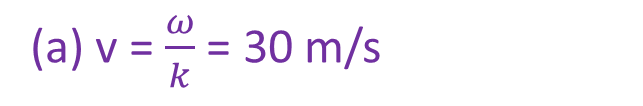 (a) v = ω/k = 30 m/s